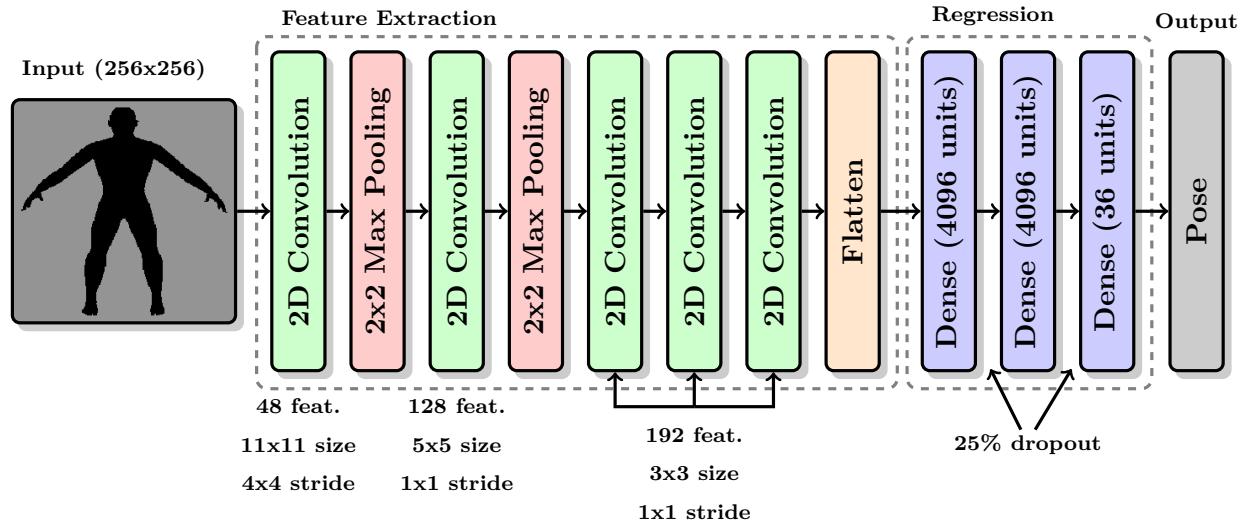 Feature Extraction
Regression
Output
Input (256x256)
2D Convolution
2x2 Max Pooling
2D Convolution
2x2 Max Pooling
2D Convolution
2D Convolution
2D Convolution
Flatten
Dense (4096 units)
Dense (4096 units)
Dense (36 units)
Pose
48 feat.
11x11 size
4x4 stride
128 feat.
5x5 size
1x1 stride
192 feat.
3x3 size
1x1 stride
25% dropout